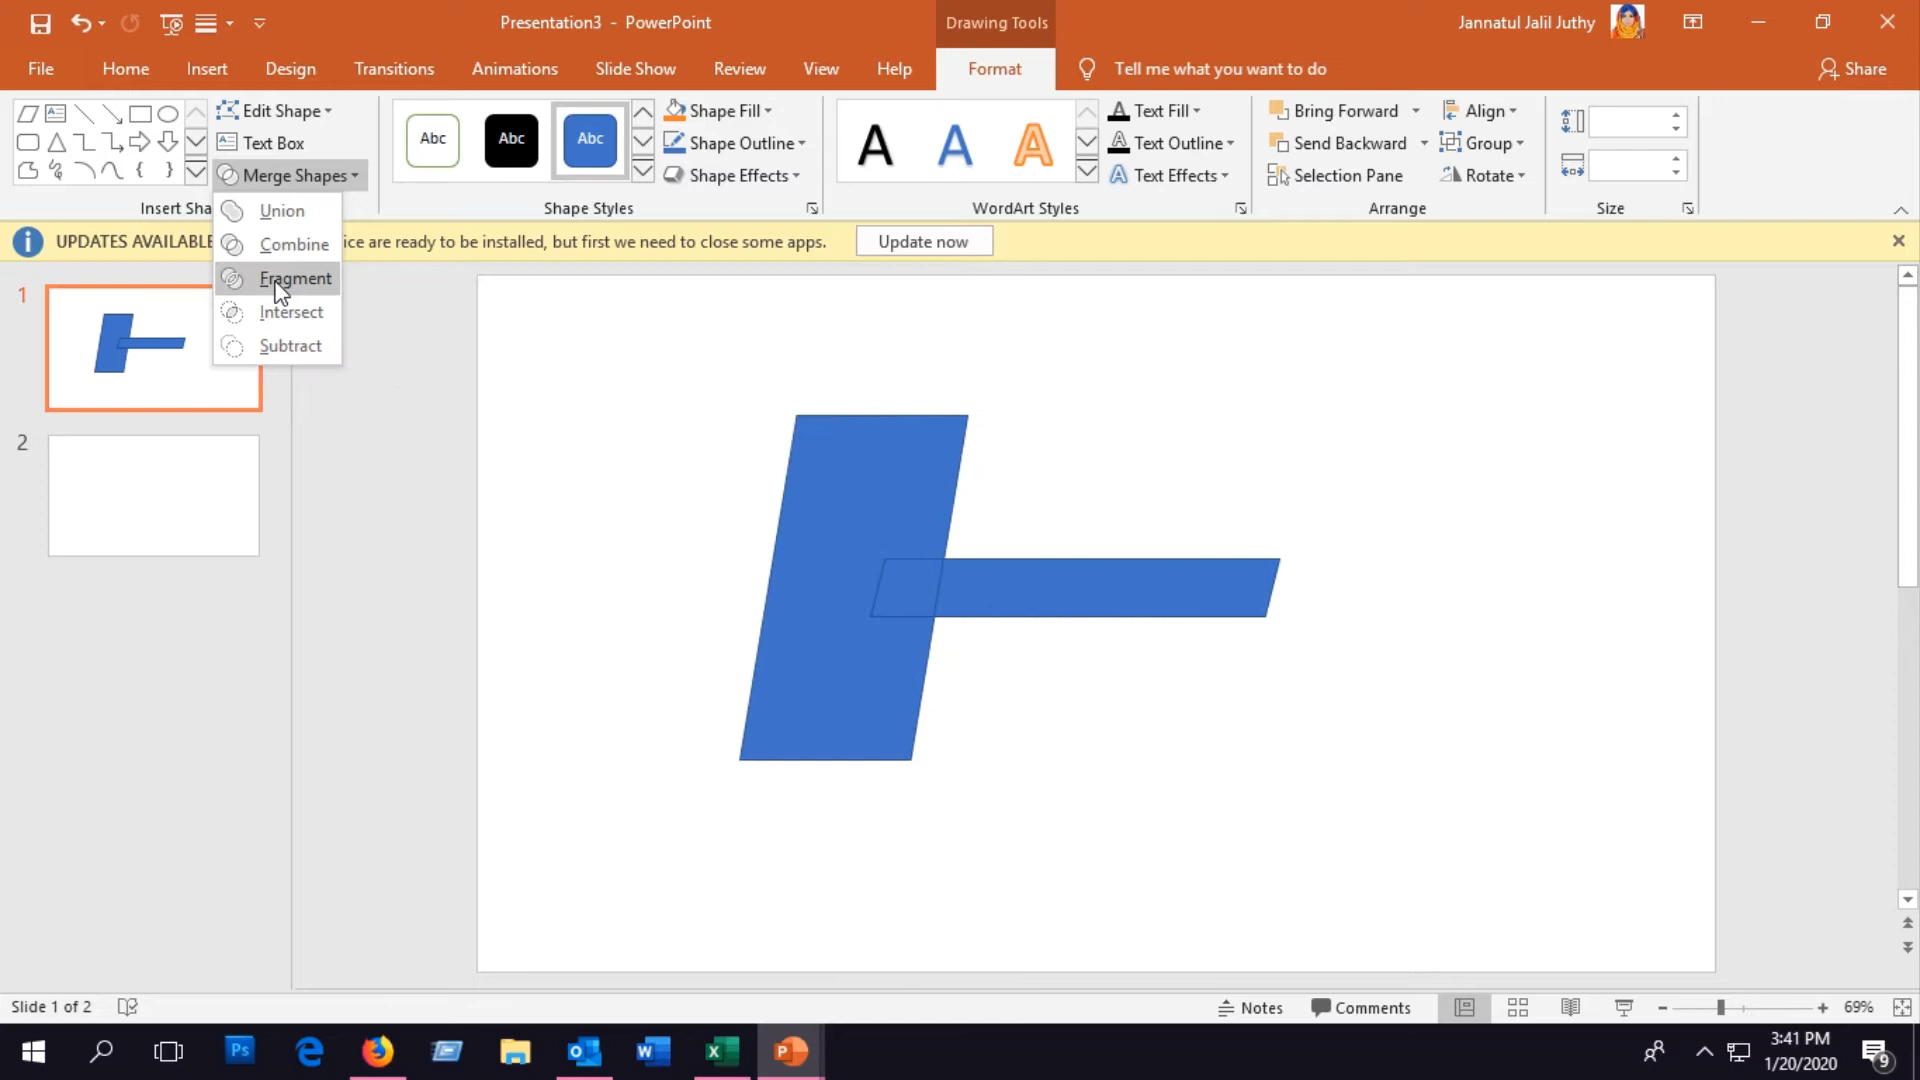 Presentation3 - PowerPoint
Drawing Tools
Jannatul Jalil Juthy
File Home Insert Design Transitions Animations Slide Show Review View Help Format Tell me what you want to do Share
Edit Shape
Text Box
Merge Shapes
Abc Abc Abc
Shape Fill
Shape Outline
Shape Effects
A A A
Text Fill
Text Outline
Text Effects
Bring Forward
Send Backward
Selection Pane
Align
Group
Rotate
Insert Sha
Shape Styles
WordArt Styles
Arrange
Size
Union
Combine
Fragment
Intersect
Subtract
UPDATES AVAILABLE ice are ready to be installed, but first we need to close some apps. Update now
1
2
Slide 1 of 2
Notes
Comments
69%
Ps
3:41 PM
1/20/2020
9